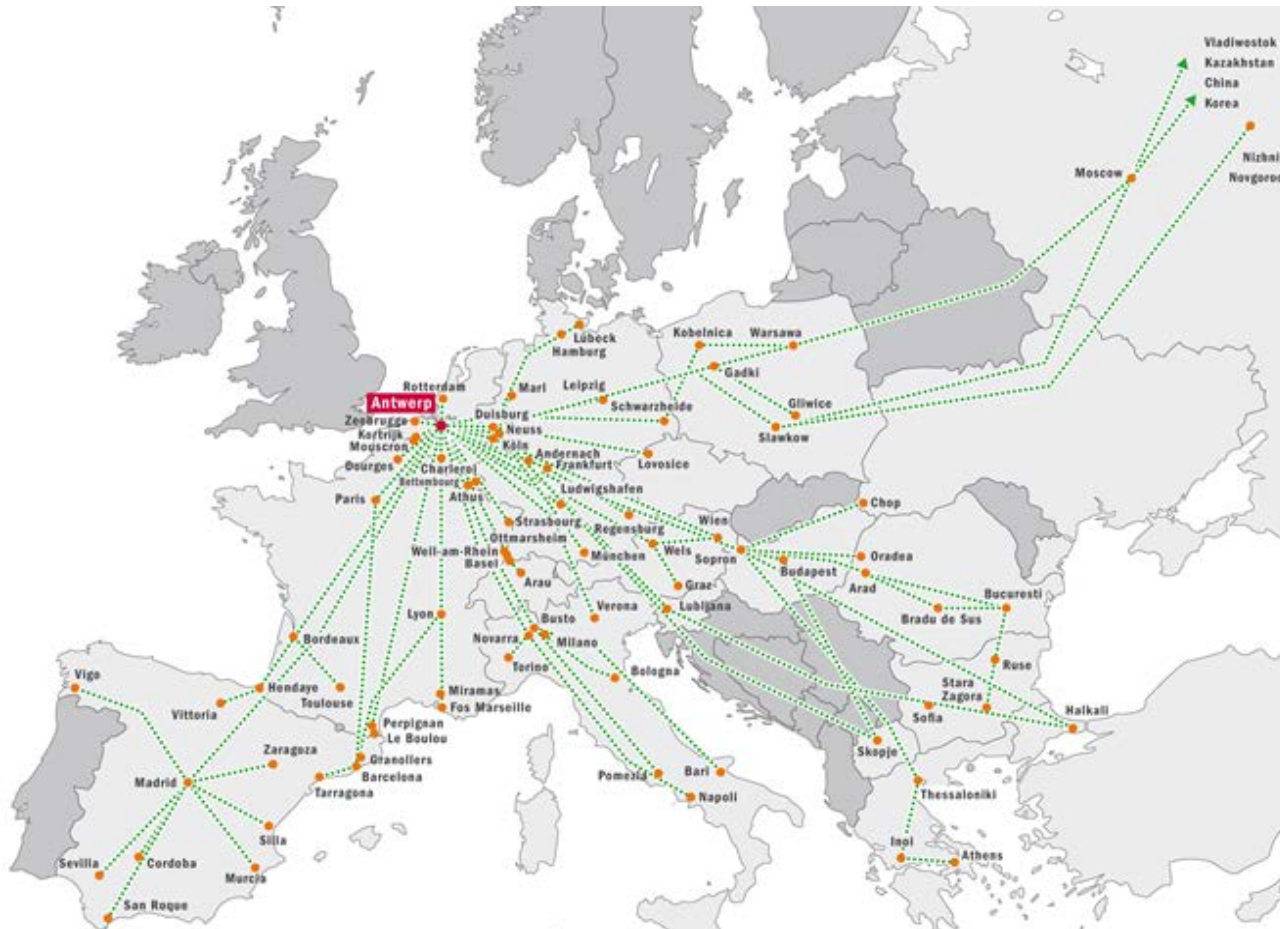 Vladiwostok
Kazakhstan
China
Korea
Nizhni
Novgorod
Moscow
Lübeck
Hamburg
Kobelnica
Warsawa
Gadki
Rotterdam
Marl
Leipzig
Schwarzheide
Gliwice
Slawkow
Antwerp
Zeebrugge
Kortrijk
Mouscron
Dourges
Duisburg
Neuss
Köln
Andernach
Frankfurt
Lovosice
Charleroi
Bettembourg
Athus
Paris
Ludwigshafen
Chop
Strasbourg
Regensburg
Wien
Ottmarsheim
Weil-am-Rhein
Basel
München
Wels
Sopron
Oradea
Budapest
Arad
Arau
Graz
Bucuresti
Bradu de Sus
Lyon
Verona
Lubljana
Busto
Novarra
Milano
Torino
Bologna
Bordeaux
Ruse
Vigo
Hendaye
Toulouse
Vittoria
Miramas
Fos Marseille
Stara
Zagora
Sofia
Halkali
Perpignan
Le Boulou
Skopje
Zaragoza
Granollers
Barcelona
Madrid
Tarragona
Pomezia
Bari
Napoli
Thessaloniki
Silla
Inoi
Athens
Sevilla
Cordoba
Murcia
San Roque